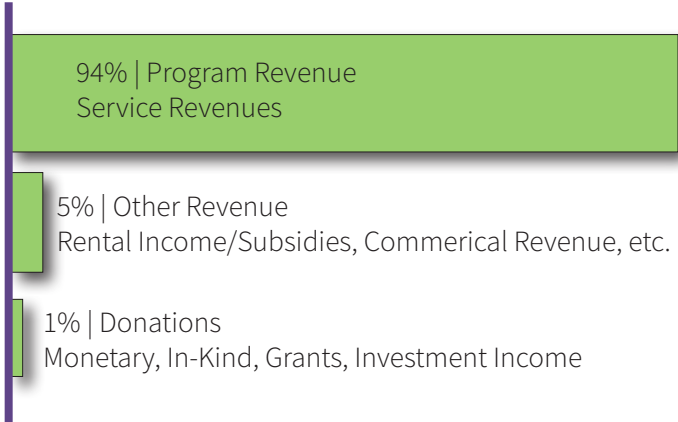 94% | Program Revenue
Service Revenues
5% | Other Revenue
Rental Income/Subsidies, Commerical Revenue, etc.
1% | Donations
Monetary, In-Kind, Grants, Investment Income